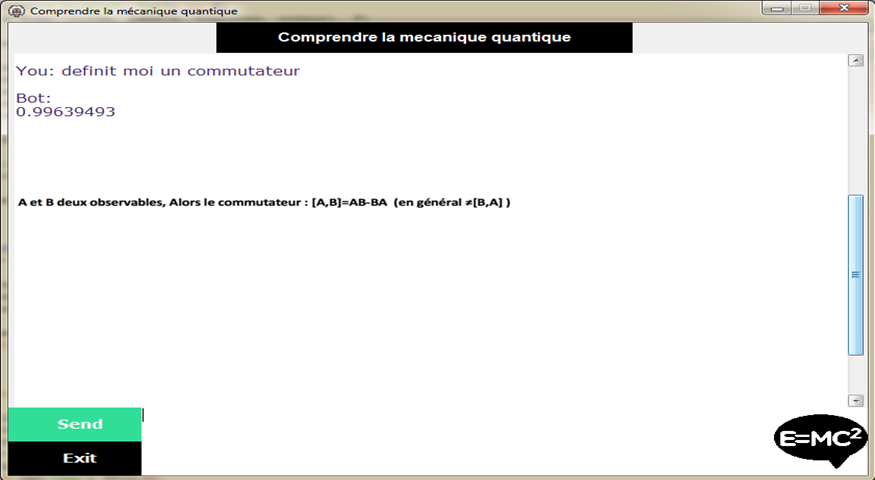 Comprendre la mécanique quantique
Comprendre la mecanique quantique
You: definit moi un commutateur
Bot:
0.99639493
A et B deux observables, Alors le commutateur : [A,B]=AB-BA (en général ≠[B,A] )
Send
Exit
E=MC²